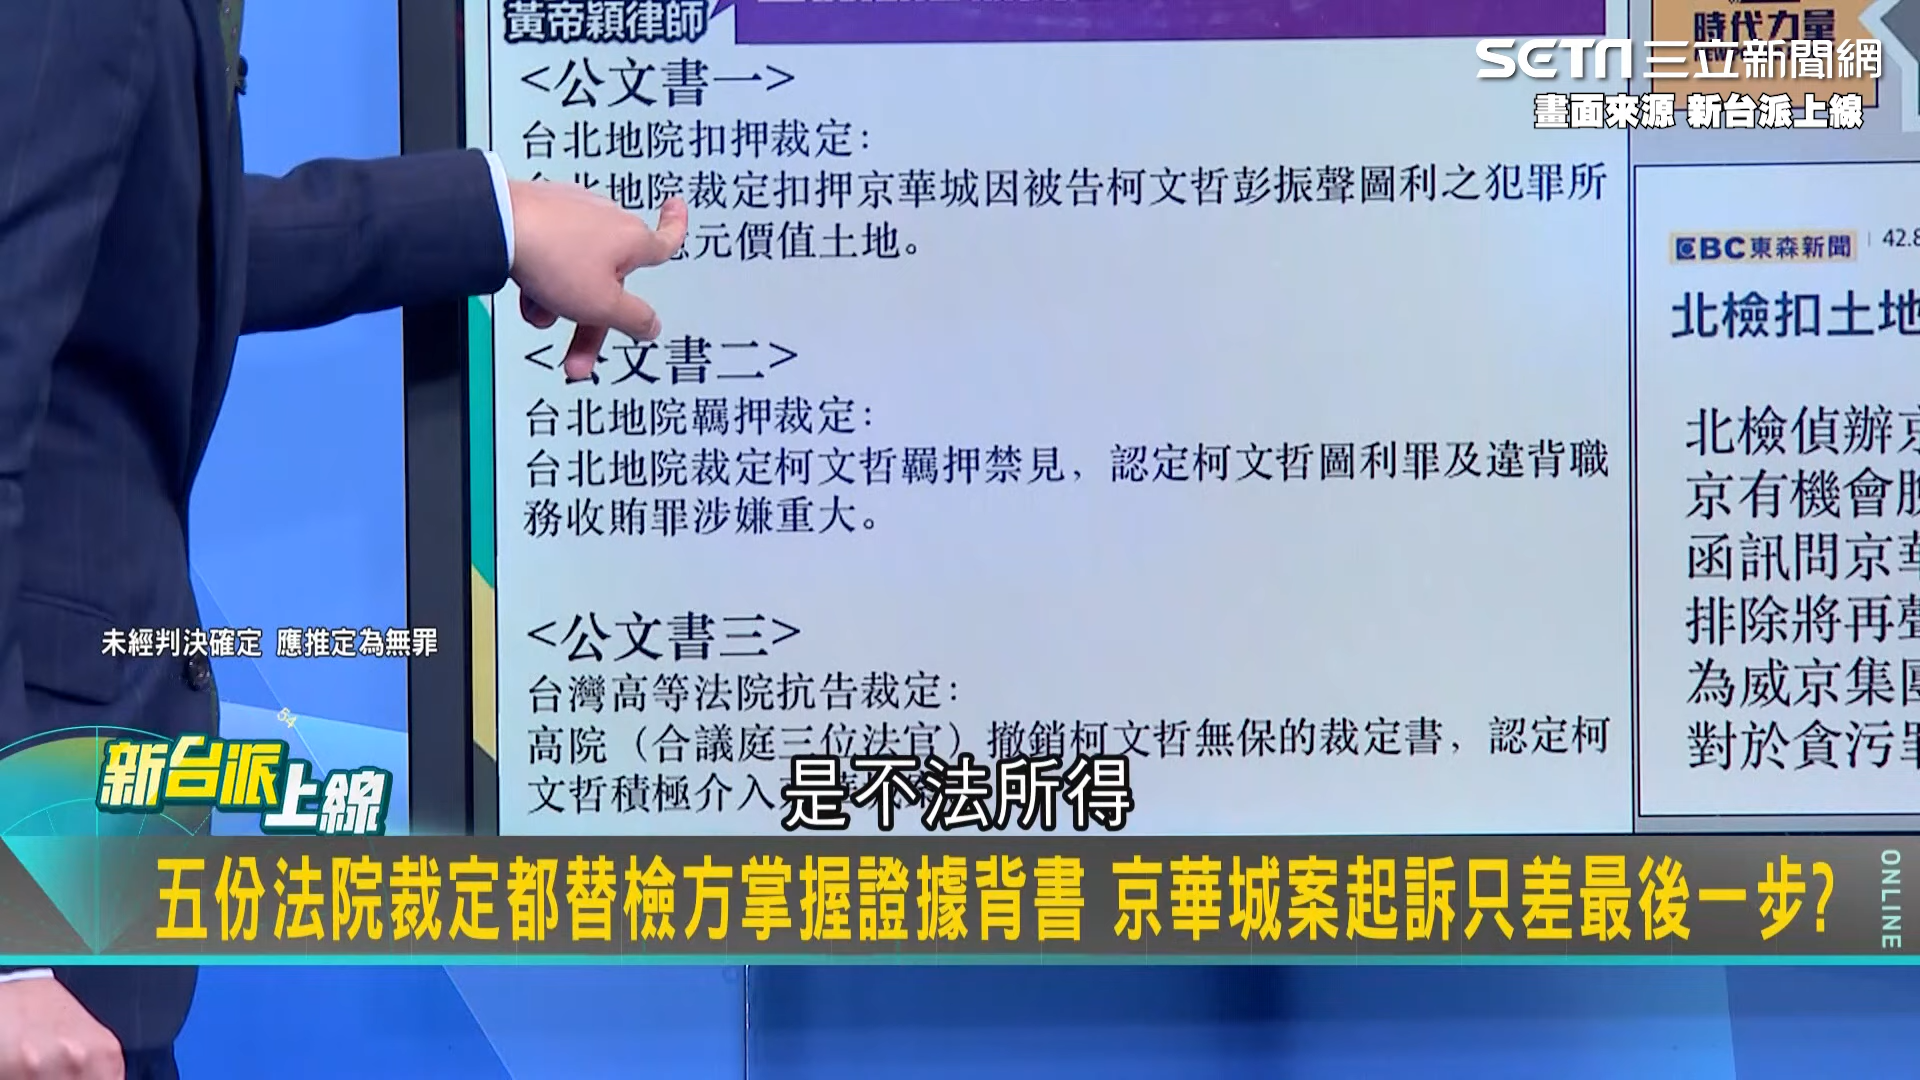 黃帝穎律師
<公文書一>
台北地院扣押裁定:
台北地院裁定扣押京華城因被告柯文哲彭振聲圖利之犯罪所
元價值土地。
<公文書二>
台北地院羈押裁定:
台北地院裁定柯文哲羈押禁見，認定柯文哲圖利罪及違背職
務收賄罪涉嫌重大。
<公文書三>
台灣高等法院抗告裁定:
高院（合議庭三位法官）撤銷柯文哲無保的裁定書，認定柯
文哲積極介入
時代力量
SETN三立新聞網
畫面來源 新台派上線
EBC東森新聞
42.8
北檢扣土地
北檢偵辦京
京有機會脫
函訊問京華
排除將再聲
為威京集團
對於貪污罪
未經判決確定 應推定為無罪
新台派上線
是不法所得
五份法院裁定都替檢方掌握證據背書 京華城案起訴只差最後一步?
ONLINE